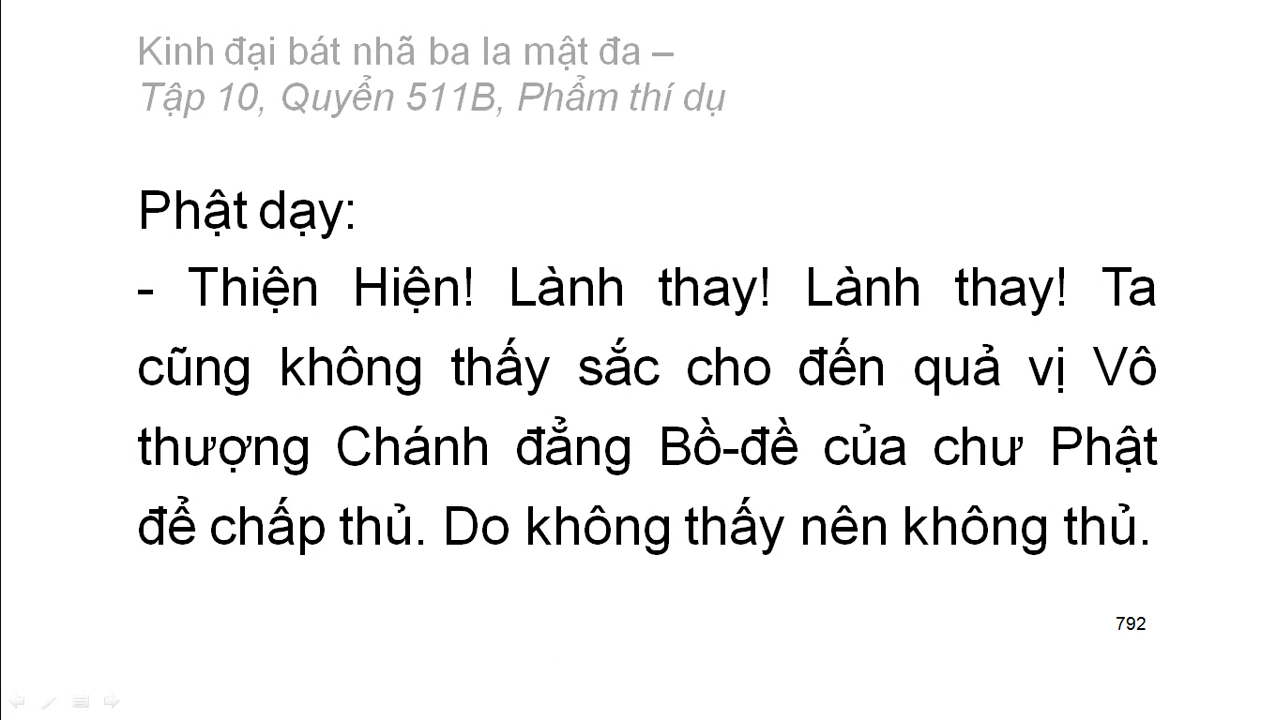 Kinh đại bát nhã ba la mật đa –
Tập 10, Quyển 511B, Phẩm thí dụ
Phật dạy:
- Thiện Hiện! Lành thay! Lành thay! Ta
cũng không thấy sắc cho đến quả vị Vô
thượng Chánh đẳng Bồ-đề của chư Phật
để chấp thủ. Do không thấy nên không thủ.
792